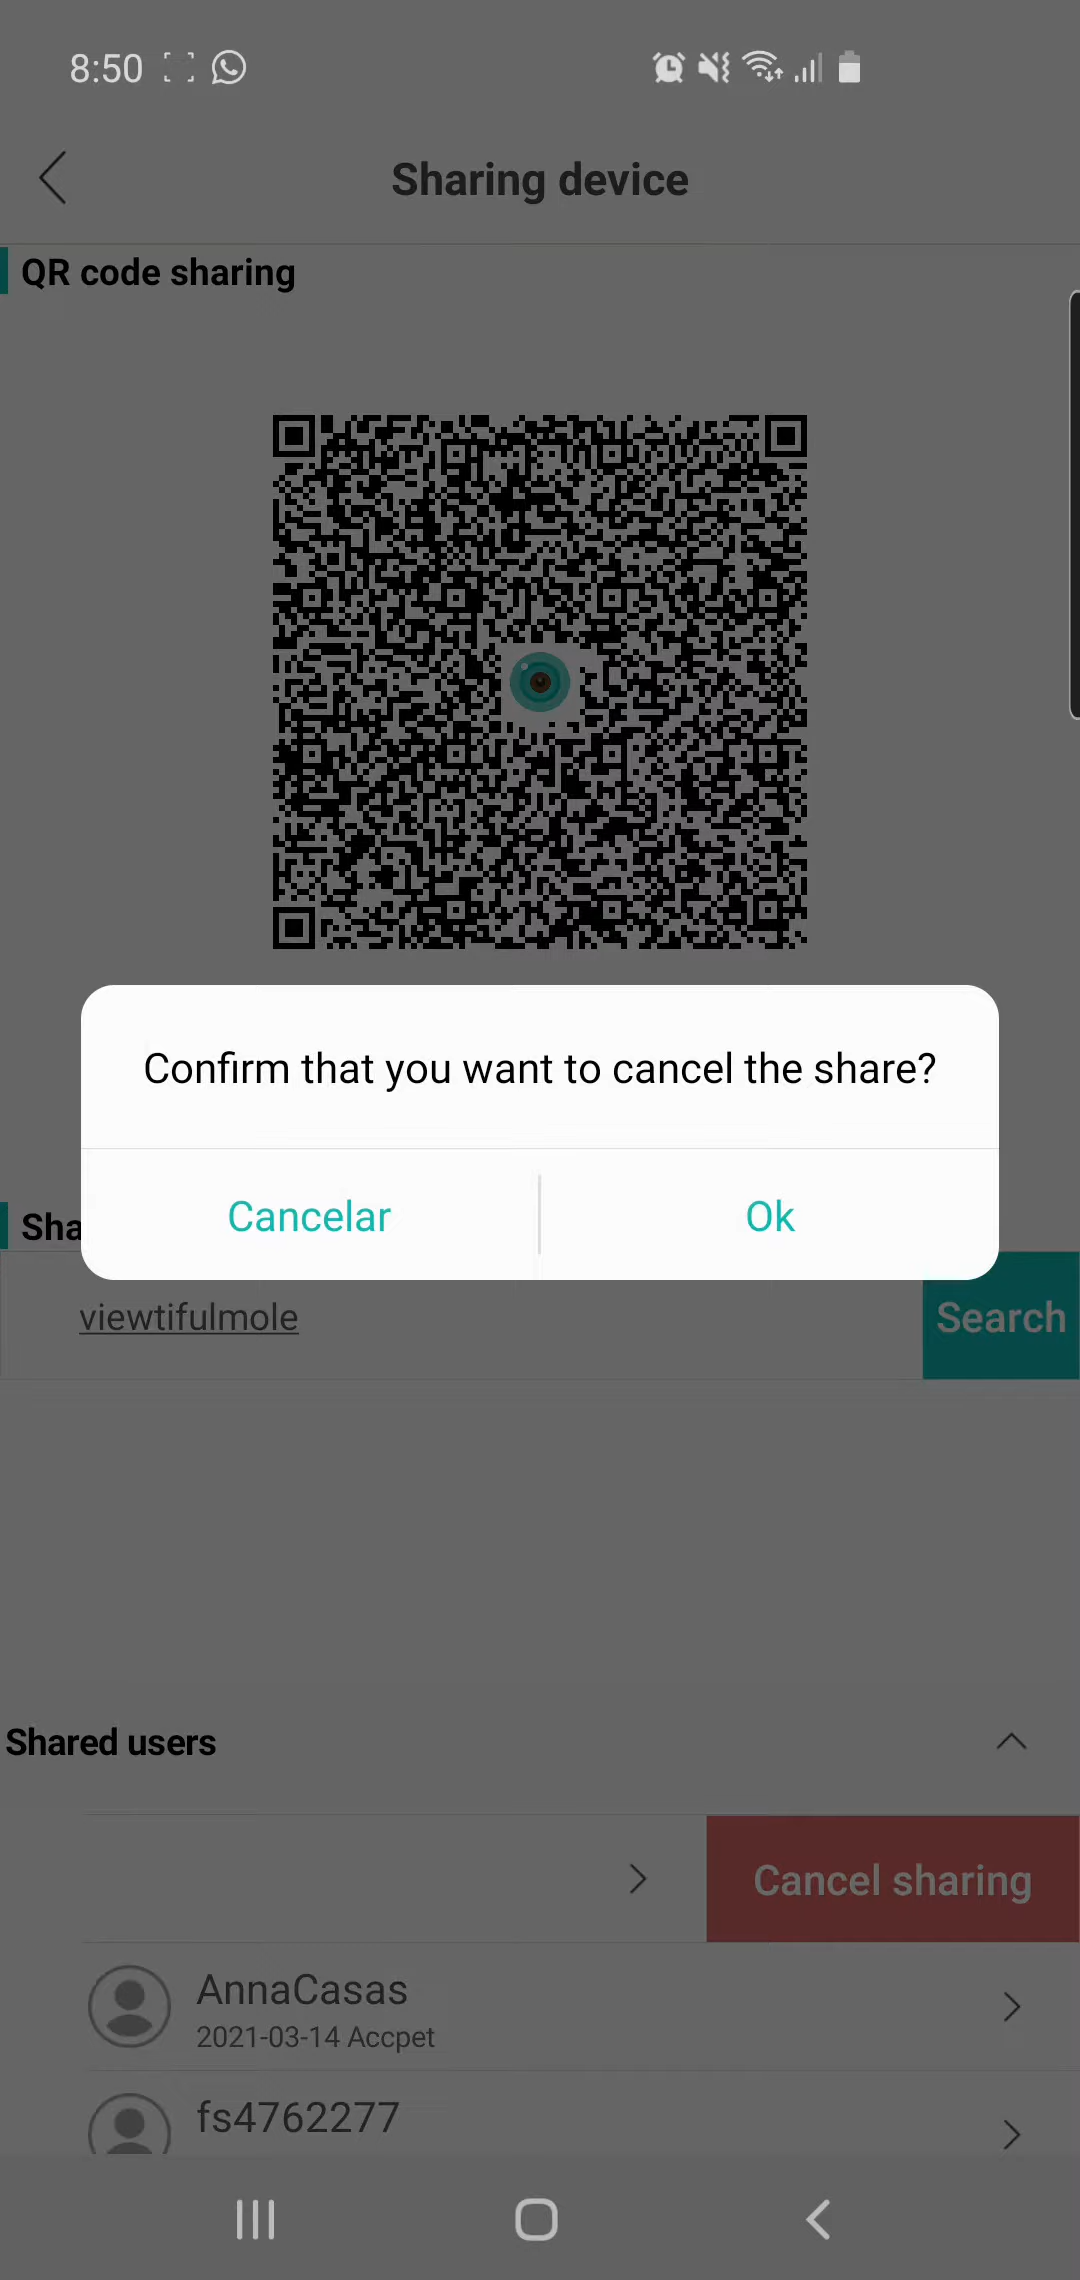 8:50
Sharing device
QR code sharing
Confirm that you want to cancel the share?
Cancelar
Ok
Sha
viewtifulmole
Search
Shared users
Cancel sharing
AnnaCasas
2021-03-14 Accpet
fs4762277